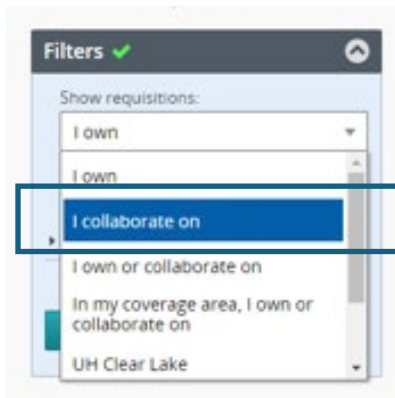 Filters
Show requisitions:
I own
I own
I collaborate on
I own or collaborate on
In my coverage area, I own or
collaborate on
UH Clear Lake